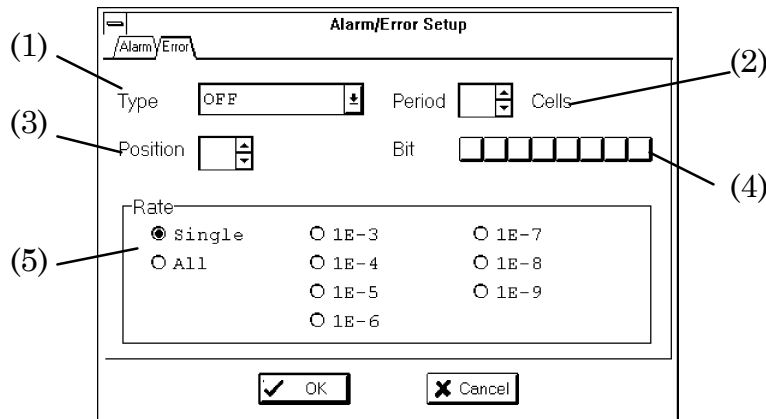 Alarm/Error Setup
Alarm Error
(1)
(2)
Type OFF Period Cells
(3)
Position Bit
(4)
Rate
Single 1E-3 1E-7
(5)
All 1E-4 1E-8
1E-5 1E-9
1E-6
OK Cancel